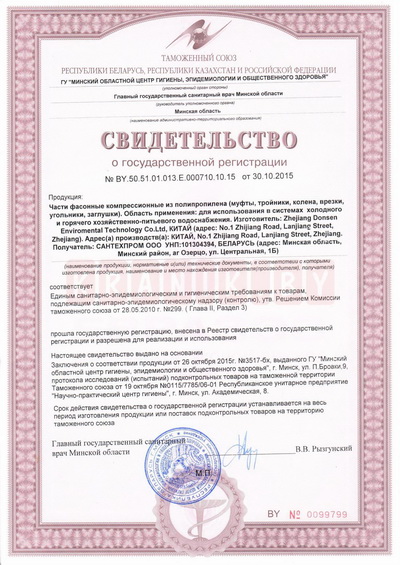 ТАМОЖЕННЫЙ СОЮЗ
РЕСПУБЛИКИ БЕЛАРУСЬ, РЕСПУБЛИКИ КАЗАХСТАН И РОССИЙСКОЙ ФЕДЕРАЦИИ
ГУ "МИНСКИЙ ОБЛАСТНОЙ ЦЕНТР ГИГИЕНЫ, ЭПИДЕМИОЛОГИИ И ОБЩЕСТВЕННОГО ЗДОРОВЬЯ"
(уполномоченный орган стороны)
Главный государственный санитарный врач Минской области
(руководитель уполномоченного органа)
Минская область
(наименование административно-территориального образования)
СВИДЕТЕЛЬСТВО
о государственной регистрации
№ BY.50.51.01.013.E.000710.10.15 от 30.10.2015
Продукция:
Части фасонные компрессионные из полипропилена (муфты, тройники, колена, врезки,
угольники, заглушки). Область применения: для использования в системах холодного
и горячего хозяйственно-питьевого водоснабжения. Изготовитель: Zhejiang Donsen
Enviromental Technology Co.Ltd, КИТАЙ (адрес: No.1 Zhijiang Road, Lanjiang Street,
Zhejiang). Адрес(а) производств(а): КИТАЙ, No.1 Zhijiang Road, Lanjiang Street, Zhejiang.
Получатель: САНТЕХПРОМ ООО УНП:101304394, БЕЛАРУСЬ(адрес: Минская область,
Минский район, аг Озерцо, ул. Центральная, 1Б)
(наименование продукции, нормативные и(или) технические документы, в соответствии с которыми
изготовлена продукция, наименование и место нахождения изготовителя(производителя), получателя)
соответствует
Единым санитарно-эпидемиологическим и гигиеническим требованиям к товарам,
подлежащим санитарно-эпидемиологическому надзору (контролю), утв. Решением Комиссии
таможенного союза от 28.05.2010 г. №299. ( Глава II, Раздел 3)
прошла государственную регистрацию, внесена в Реестр свидетельств о государственной
регистрации и разрешена для реализации и использования
Настоящее свидетельство выдано на основании
Заключения о соответствии продукции от 26 октября 2015г. №3517-бх, выданного ГУ "Минский
областной центр гигиены, эпидемиологии и общественного здоровья", г. Минск, ул. П.Бровки,9,
протокола исследований (испытаний) подконтрольных товаров на таможенной территории
Таможенного союза от 19 октября №0115/7785/06-01 Республиканское унитарное предприятие
"Научно-практический центр гигиены", г. Минск, ул. Академическая, 8.
Срок действия свидетельства о государственной регистрации устанавливается на весь
период изготовления продукции или поставок подконтрольных товаров на территорию
таможенного союза
Главный государственный санитарный
врач Минской области
В.В. Рызгунский
М.П.
BY № 0099799